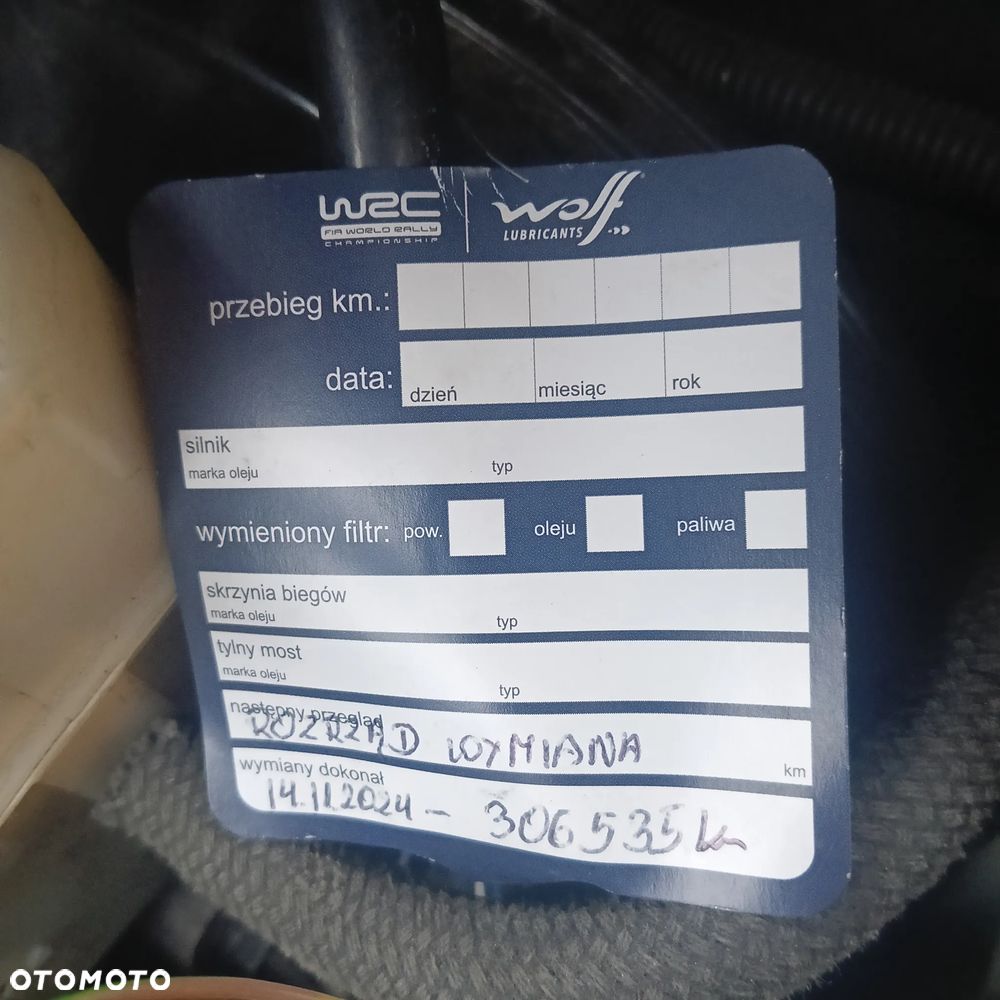 WRC
FIA WORLD RALLY
CHAMPIONSHIP
Wolf
LUBRICANTS
przebieg km.:
data:
dzień miesiąc rok
silnik
marka oleju typ
wymieniony filtr: pow. oleju paliwa
skrzynia biegów
marka oleju typ
tylny most
marka oleju typ
następny przegląd
ROZRZĄD WYMIANA
km
wymiany dokonał
14.11.2024 - 306535 km
OTOMOTO